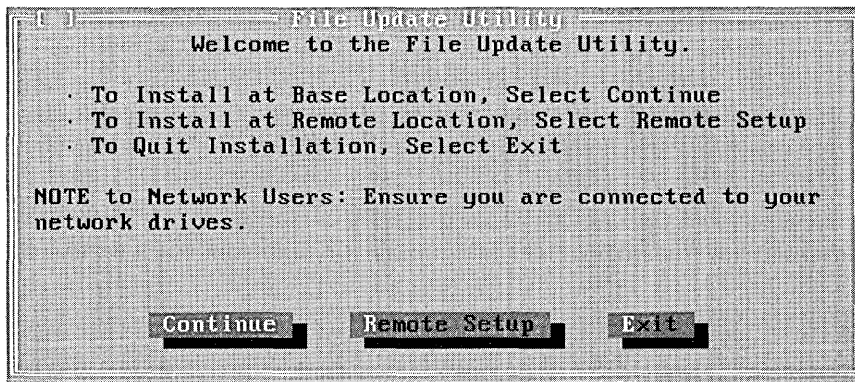 [ ] File Update Utility
Welcome to the File Update Utility.
· To Install at Base Location, Select Continue
· To Install at Remote Location, Select Remote Setup
· To Quit Installation, Select Exit
NOTE to Network Users: Ensure you are connected to your
network drives.
Continue Remote Setup Exit